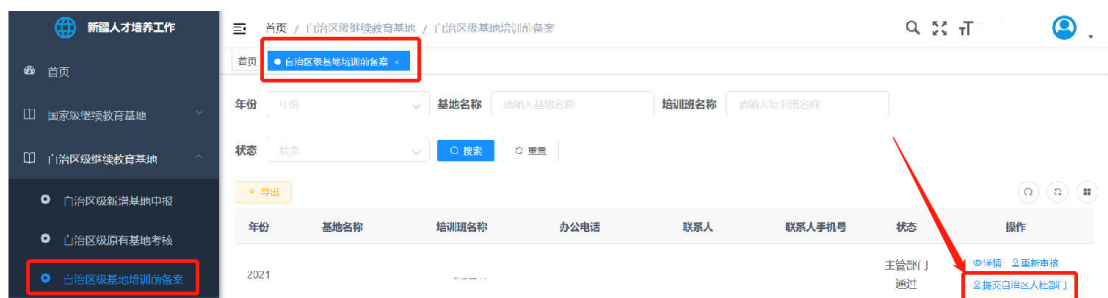 新疆人才培养工作
首页 / 自治区级继续教育基地 / 自治区级基地培训前备案
首页
自治区级基地培训前备案 ×
首页
国家级继续教育基地
自治区级继续教育基地
自治区级新增基地申报
自治区级原有基地考核
自治区级基地培训前备案
年份 年份 基地名称 请输入基地名称 培训班名称 请输入培训班名称
状态 状态 搜索 重置
导出
年份 基地名称 培训班名称 办公电话 联系人 联系人手机号 状态 操作
2021 主管部门 详情 重新审核
通过 提交自治区人社部门